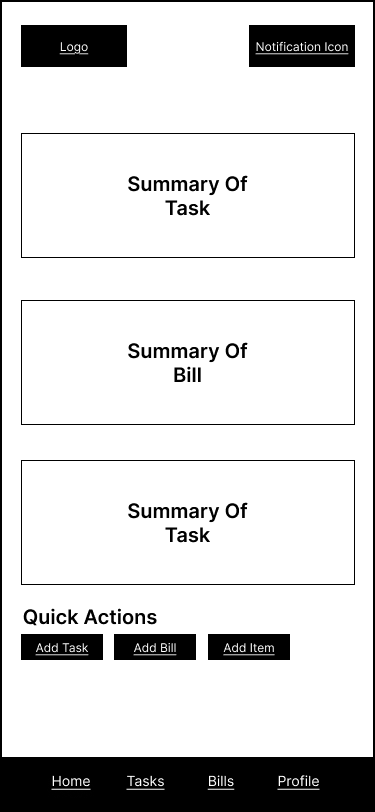 Logo
Notification Icon
Summary Of
Task
Summary Of
Bill
Summary Of
Task
Quick Actions
Add Task
Add Bill
Add Item
Home
Tasks
Bills
Profile